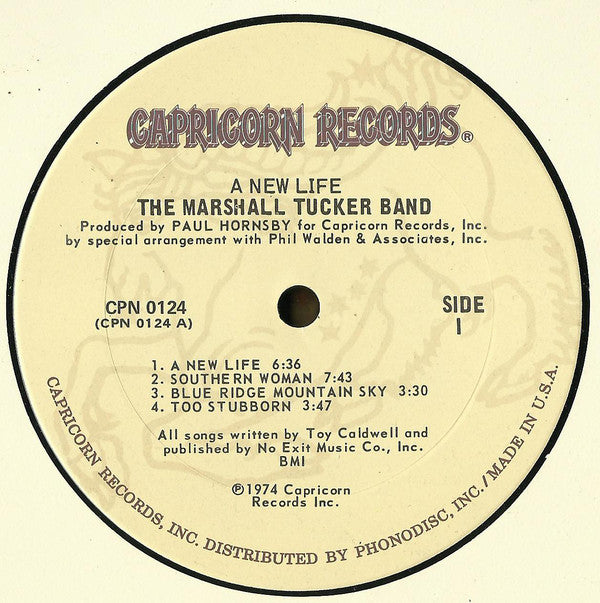 CAPRICORN RECORDS®
A NEW LIFE
THE MARSHALL TUCKER BAND
Produced by PAUL HORNSBY for Capricorn Records, Inc.
by special arrangement with Phil Walden & Associates, Inc.
CPN 0124
(CPN 0124 A)
SIDE
I
1. A NEW LIFE 6:36
2. SOUTHERN WOMAN 7:43
3. BLUE RIDGE MOUNTAIN SKY 3:30
4. TOO STUBBORN 3:47
All songs written by Toy Caldwell and
published by No Exit Music Co., Inc.
BMI
℗1974 Capricorn
Records Inc.
CAPRICORN RECORDS, INC. DISTRIBUTED BY PHONODISC, INC./MADE IN U.S.A.